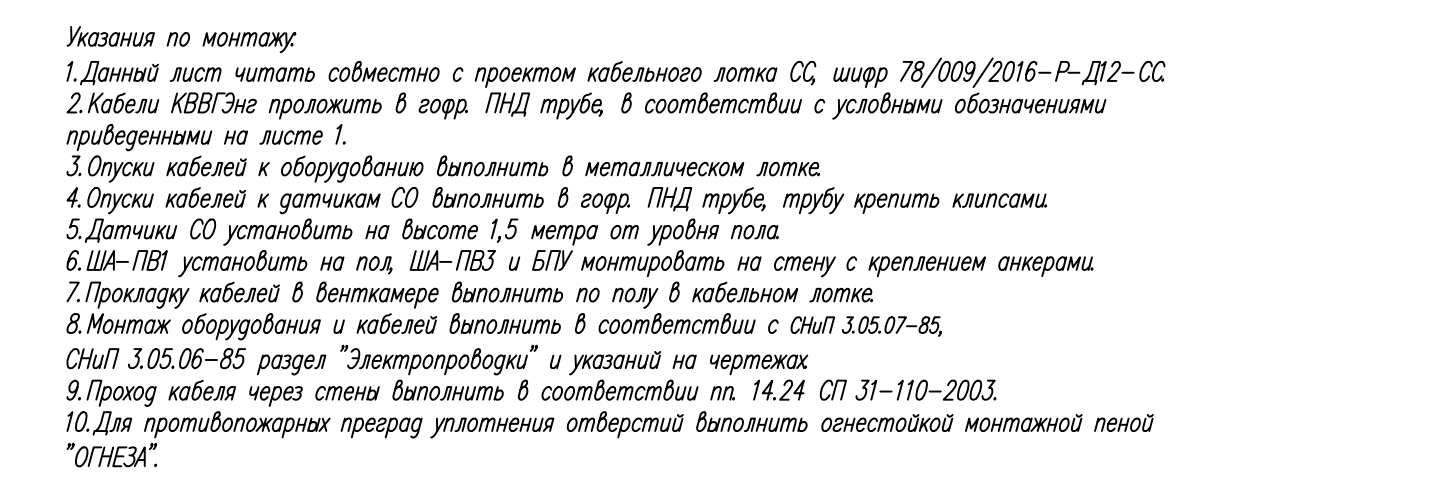 Указания по монтажу:
1. Данный лист читать совместно с проектом кабельного лотка СС, шифр 78/009/2016-Р-Д12-СС.
2. Кабели КВВГЭнг проложить в гофр. ПНД трубе, в соответствии с условными обозначениями
приведенными на листе 1.
3. Опуски кабелей к оборудованию выполнить в металлическом лотке.
4. Опуски кабелей к датчикам СО выполнить в гофр. ПНД трубе, трубу крепить клипсами.
5. Датчики СО установить на высоте 1,5 метра от уровня пола.
6. ША-ПВ1 установить на пол, ША-ПВ3 и БПУ монтировать на стену с креплением анкерами.
7. Прокладку кабелей в венткамере выполнить по полу в кабельном лотке.
8. Монтаж оборудования и кабелей выполнить в соответствии с СНиП 3.05.07-85,
СНиП 3.05.06-85 раздел "Электропроводки" и указаний на чертежах.
9. Проход кабеля через стены выполнить в соответствии пп. 14.24 СП 31-110-2003.
10. Для противопожарных преград уплотнения отверстий выполнить огнестойкой монтажной пеной
"ОГНЕЗА".